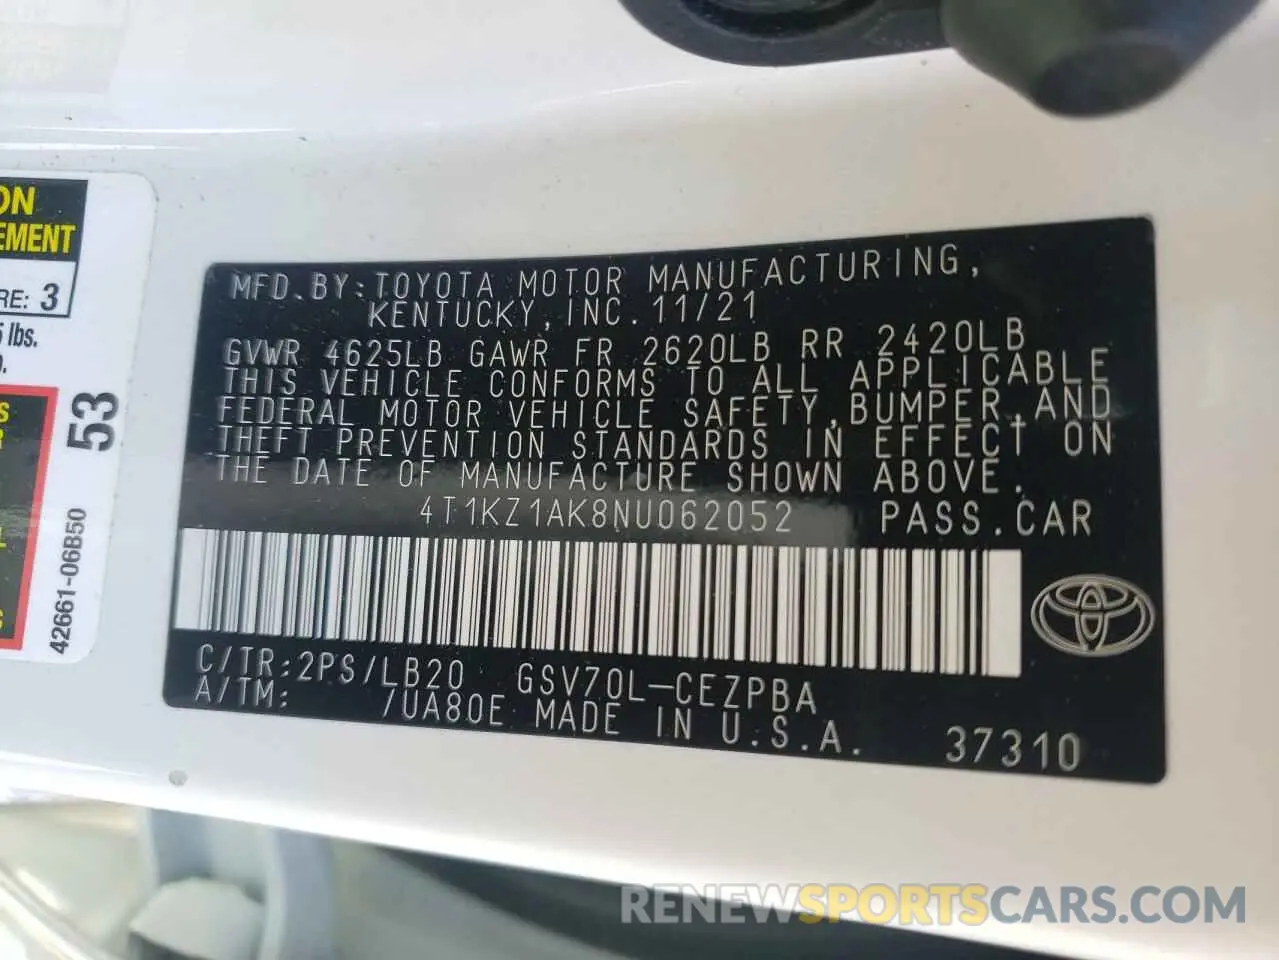 ON
EMENT
RE: 3
5 lbs.
53
42661-06B50
MFD.BY:TOYOTA MOTOR MANUFACTURING,
KENTUCKY,INC. 11/21
GVWR 4625LB GAWR FR 2620LB RR 2420LB
THIS VEHICLE CONFORMS TO ALL APPLICABLE
FEDERAL MOTOR VEHICLE SAFETY,BUMPER,AND
THEFT PREVENTION STANDARDS IN EFFECT ON
THE DATE OF MANUFACTURE SHOWN ABOVE.
4T1KZ1AK8NU062052 PASS.CAR
C/TR:2PS/LB20 GSV70L-CEZPBA
A/TM: /UA80E MADE IN U.S.A. 37310
RENEWSPORTSCARS.COM